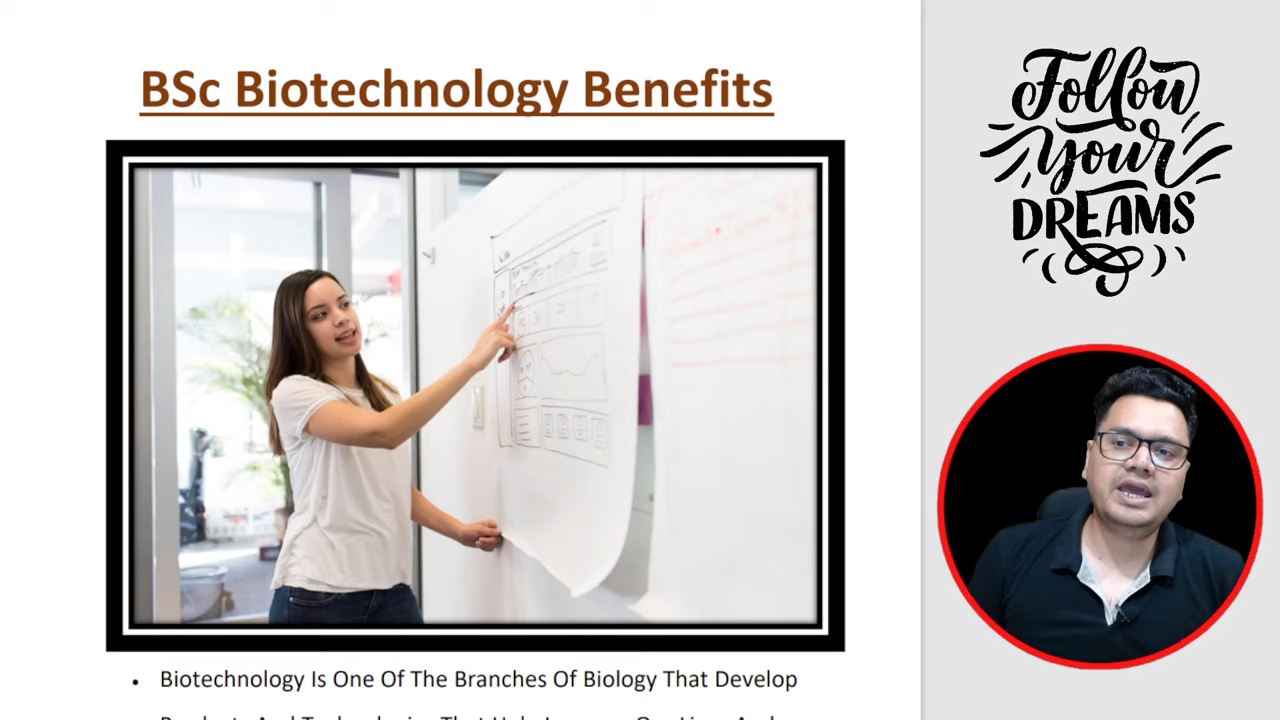 BSc Biotechnology Benefits
Follow
Your
DREAMS
• Biotechnology Is One Of The Branches Of Biology That Develop